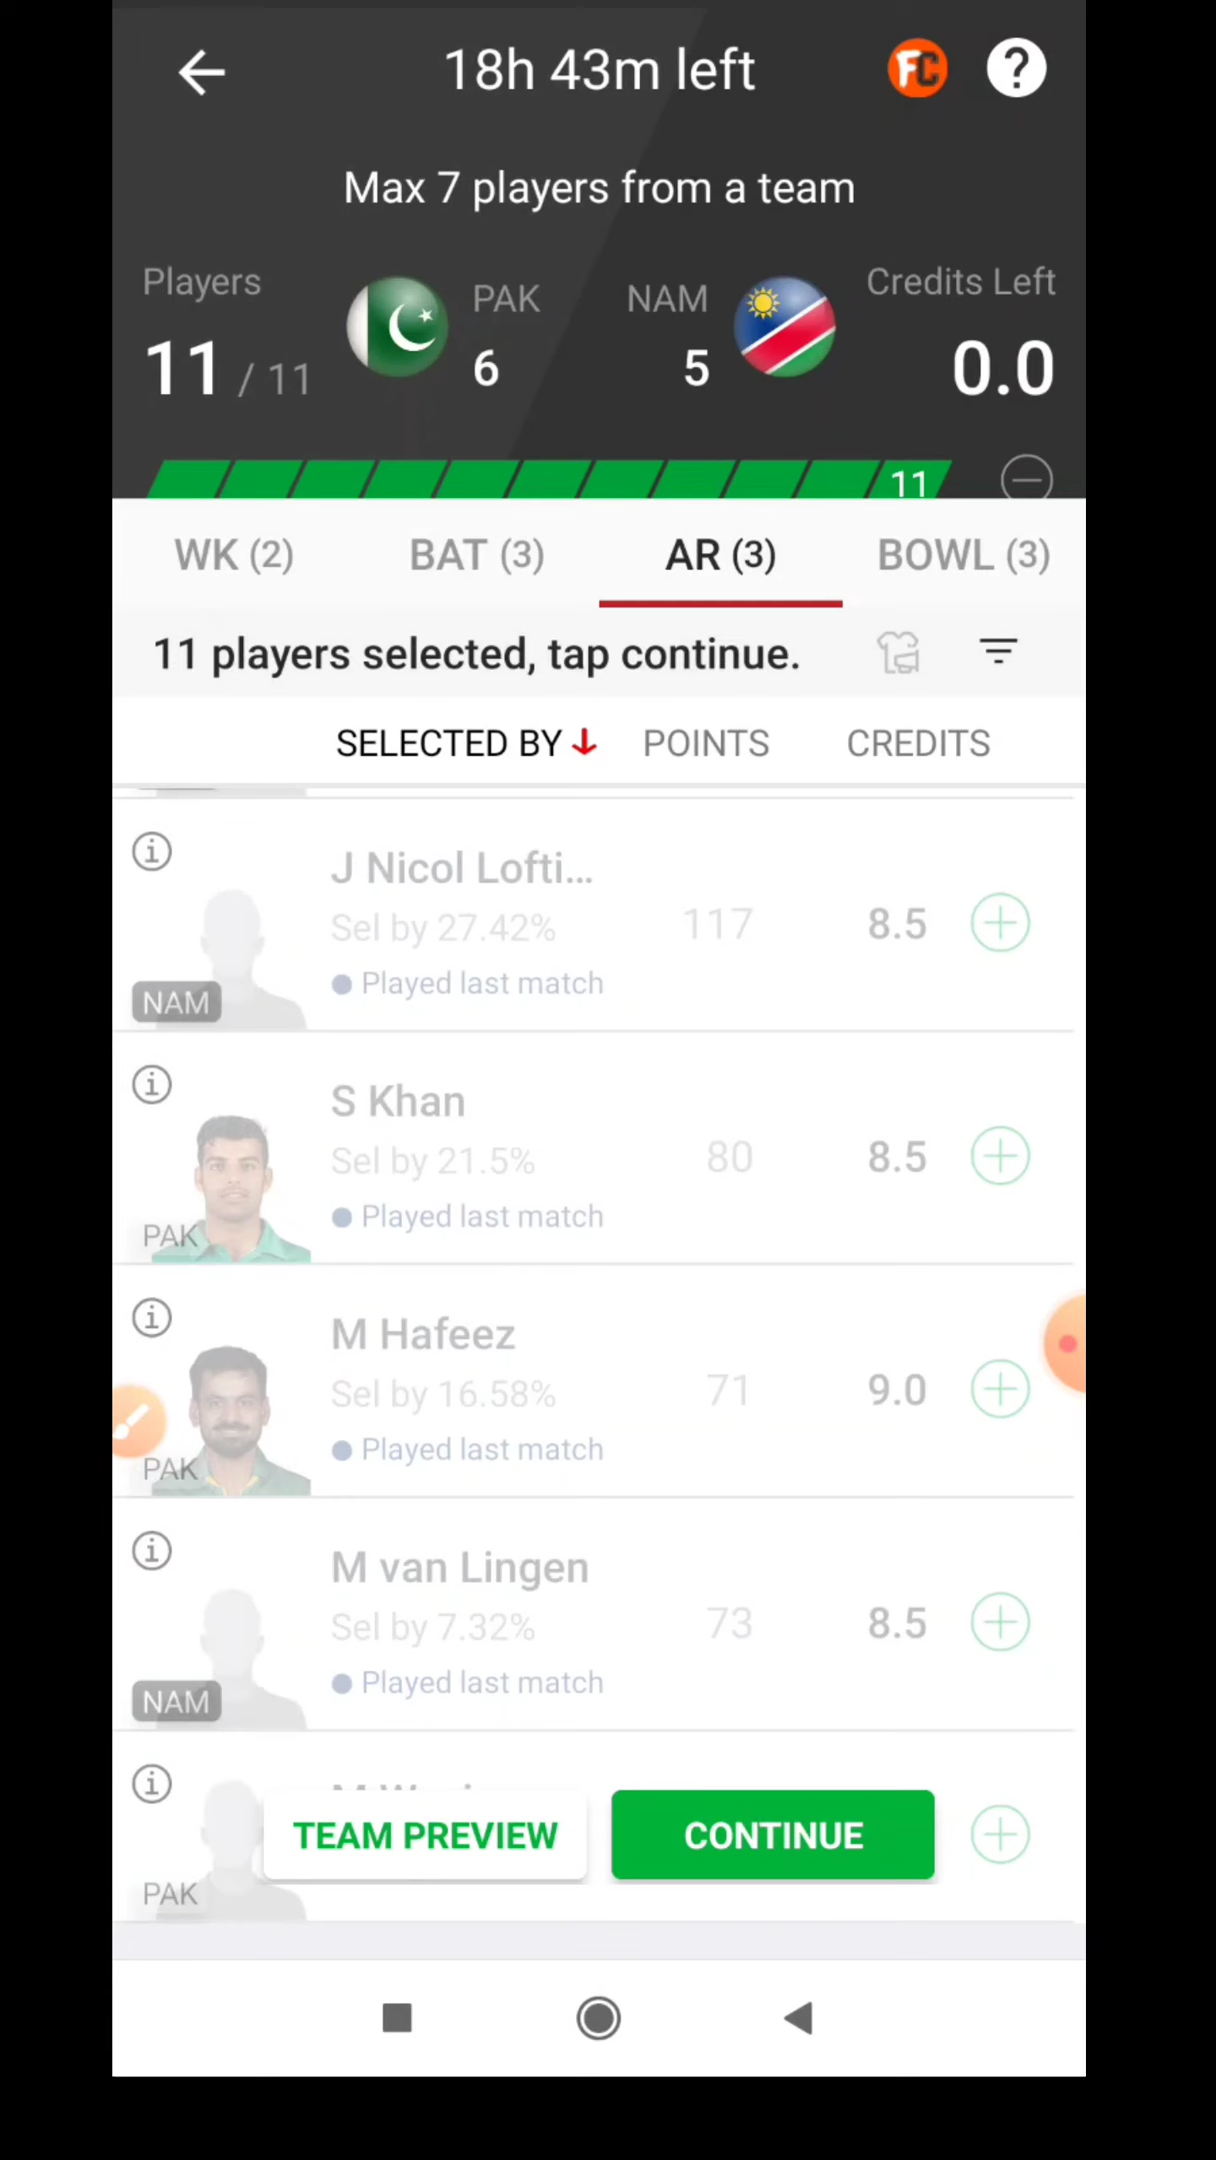 18h 43m left
FC
?
Max 7 players from a team
Players
PAK
NAM
Credits Left
11 / 11
6
5
0.0
11
WK (2)
BAT (3)
AR (3)
BOWL (3)
11 players selected, tap continue.
SELECTED BY
POINTS
CREDITS
J Nicol Lofti...
Sel by 27.42%
117
8.5
Played last match
NAM
S Khan
Sel by 21.5%
80
8.5
Played last match
PAK
M Hafeez
Sel by 16.58%
71
9.0
Played last match
PAK
M van Lingen
Sel by 7.32%
73
8.5
Played last match
NAM
TEAM PREVIEW
CONTINUE
PAK